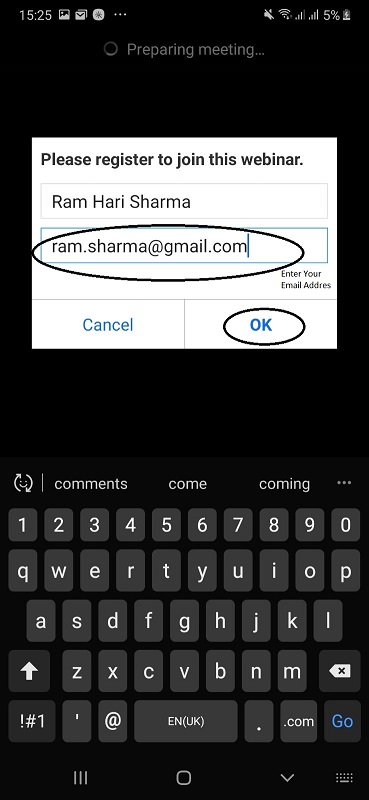 15:25 ... 5%
Preparing meeting...
Please register to join this webinar.
Ram Hari Sharma
ram.sharma@gmail.com
Enter Your
Email Addres
Cancel OK
comments come coming ...
1 2 3 4 5 6 7 8 9 0
q w e r t y u i o p
a s d f g h j k l
z x c v b n m
!#1 ' @ EN(UK) . .com Go